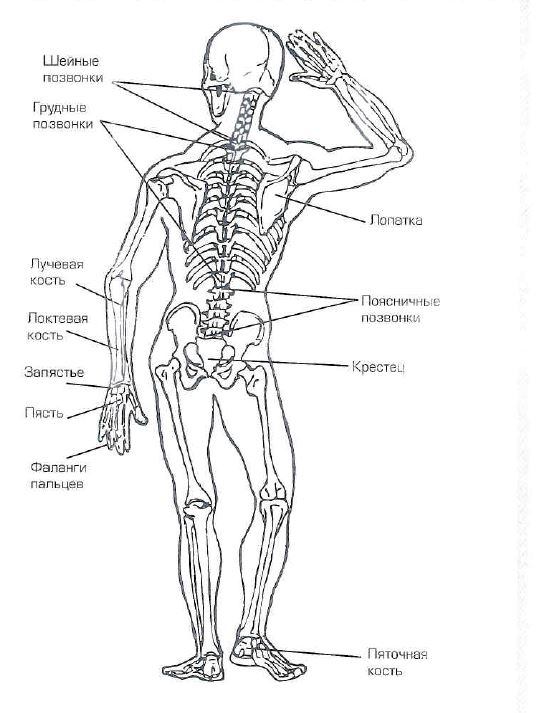 Шейные
позвонки
Грудные
позвонки
Лопатка
Лучевая
кость
Поясничные
позвонки
Локтевая
кость
Крестец
Запястье
Пясть
Фаланги
пальцев
Пяточная
кость